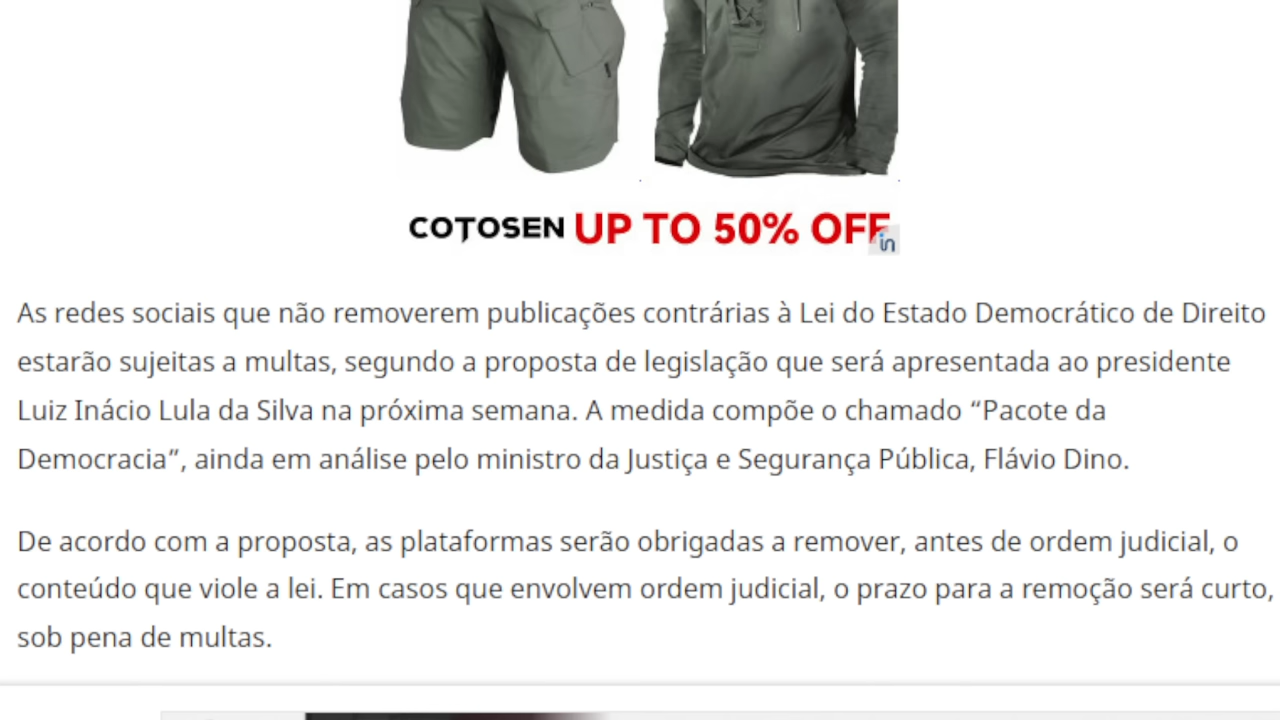 COTOSEN UP TO 50% OFF
in
As redes sociais que não removerem publicações contrárias à Lei do Estado Democrático de Direito
estarão sujeitas a multas, segundo a proposta de legislação que será apresentada ao presidente
Luiz Inácio Lula da Silva na próxima semana. A medida compõe o chamado “Pacote da
Democracia”, ainda em análise pelo ministro da Justiça e Segurança Pública, Flávio Dino.
De acordo com a proposta, as plataformas serão obrigadas a remover, antes de ordem judicial, o
conteúdo que viole a lei. Em casos que envolvem ordem judicial, o prazo para a remoção será curto,
sob pena de multas.